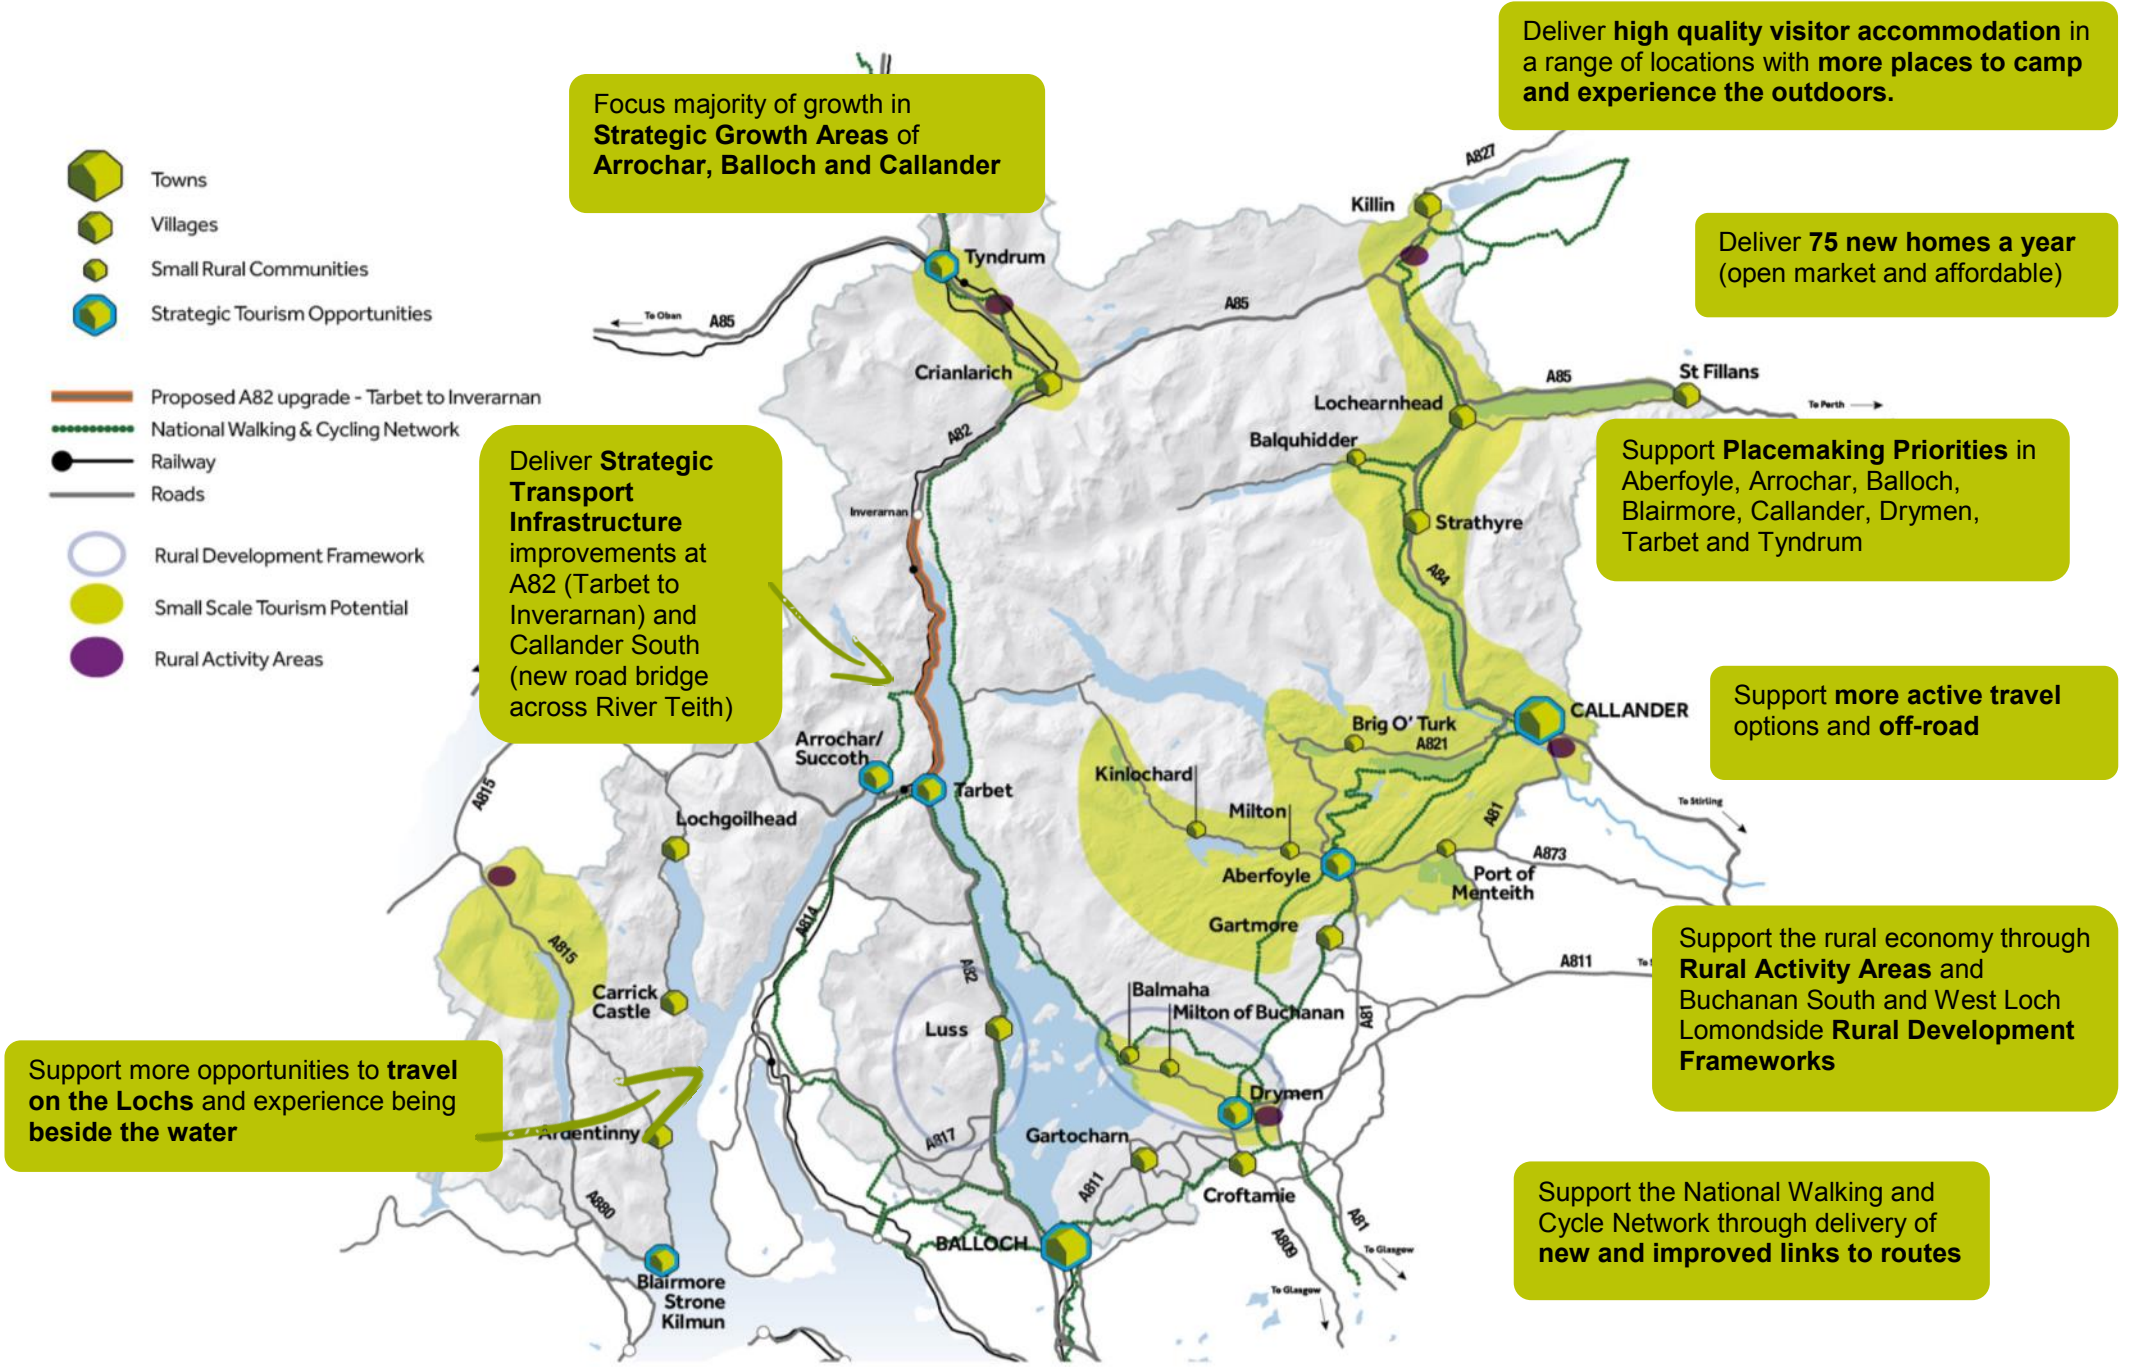 Deliver high quality visitor accommodation in
a range of locations with more places to camp
and experience the outdoors.
Focus majority of growth in
Strategic Growth Areas of
Arrochar, Balloch and Callander
Towns
Villages
Small Rural Communities
Strategic Tourism Opportunities
Proposed A82 upgrade - Tarbet to Inverarnan
National Walking & Cycling Network
Railway
Roads
Rural Development Framework
Small Scale Tourism Potential
Rural Activity Areas
Deliver 75 new homes a year
(open market and affordable)
Deliver Strategic
Transport
Infrastructure
improvements at
A82 (Tarbet to
Inverarnan) and
Callander South
(new road bridge
across River Teith)
Support Placemaking Priorities in
Aberfoyle, Arrochar, Balloch,
Blairmore, Callander, Drymen,
Tarbet and Tyndrum
Support more active travel
options and off-road
Support the rural economy through
Rural Activity Areas and
Buchanan South and West Loch
Lomondside Rural Development
Frameworks
Support more opportunities to travel
on the Lochs and experience being
beside the water
Support the National Walking and
Cycle Network through delivery of
new and improved links to routes
A827
Killin
Tyndrum
To Oban
A85
A85
Crianlarich
A85
St Fillans
To Perth
Lochearnhead
A82
Balquhidder
Inverarnan
Strathyre
A84
CALLANDER
Brig O' Turk
A821
Arrochar/
Succoth
Kinlochard
Tarbet
A815
Milton
A81
To Stirling
Lochgoilhead
A873
Aberfoyle
Port of
Menteith
A814
Gartmore
A815
A82
A811
To
Carrick
Castle
Balmaha
Milton of Buchanan
A81
Luss
Drymen
Ardentinny
A817
Gartocharn
A811
Croftamie
A880
A81
A809
BALLOCH
To Glasgow
To Glasgow
Blairmore
Strone
Kilmun